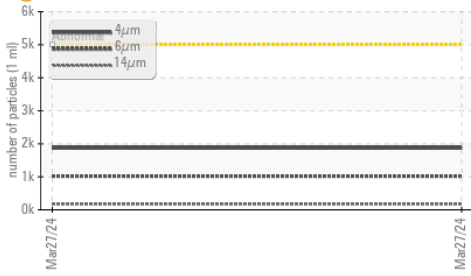 6k
5k
4k
3k
2k
1k
0k
number of particles (1 ml)
Abnormal
4µm
6µm
14µm
Mar27/24
Mar27/24